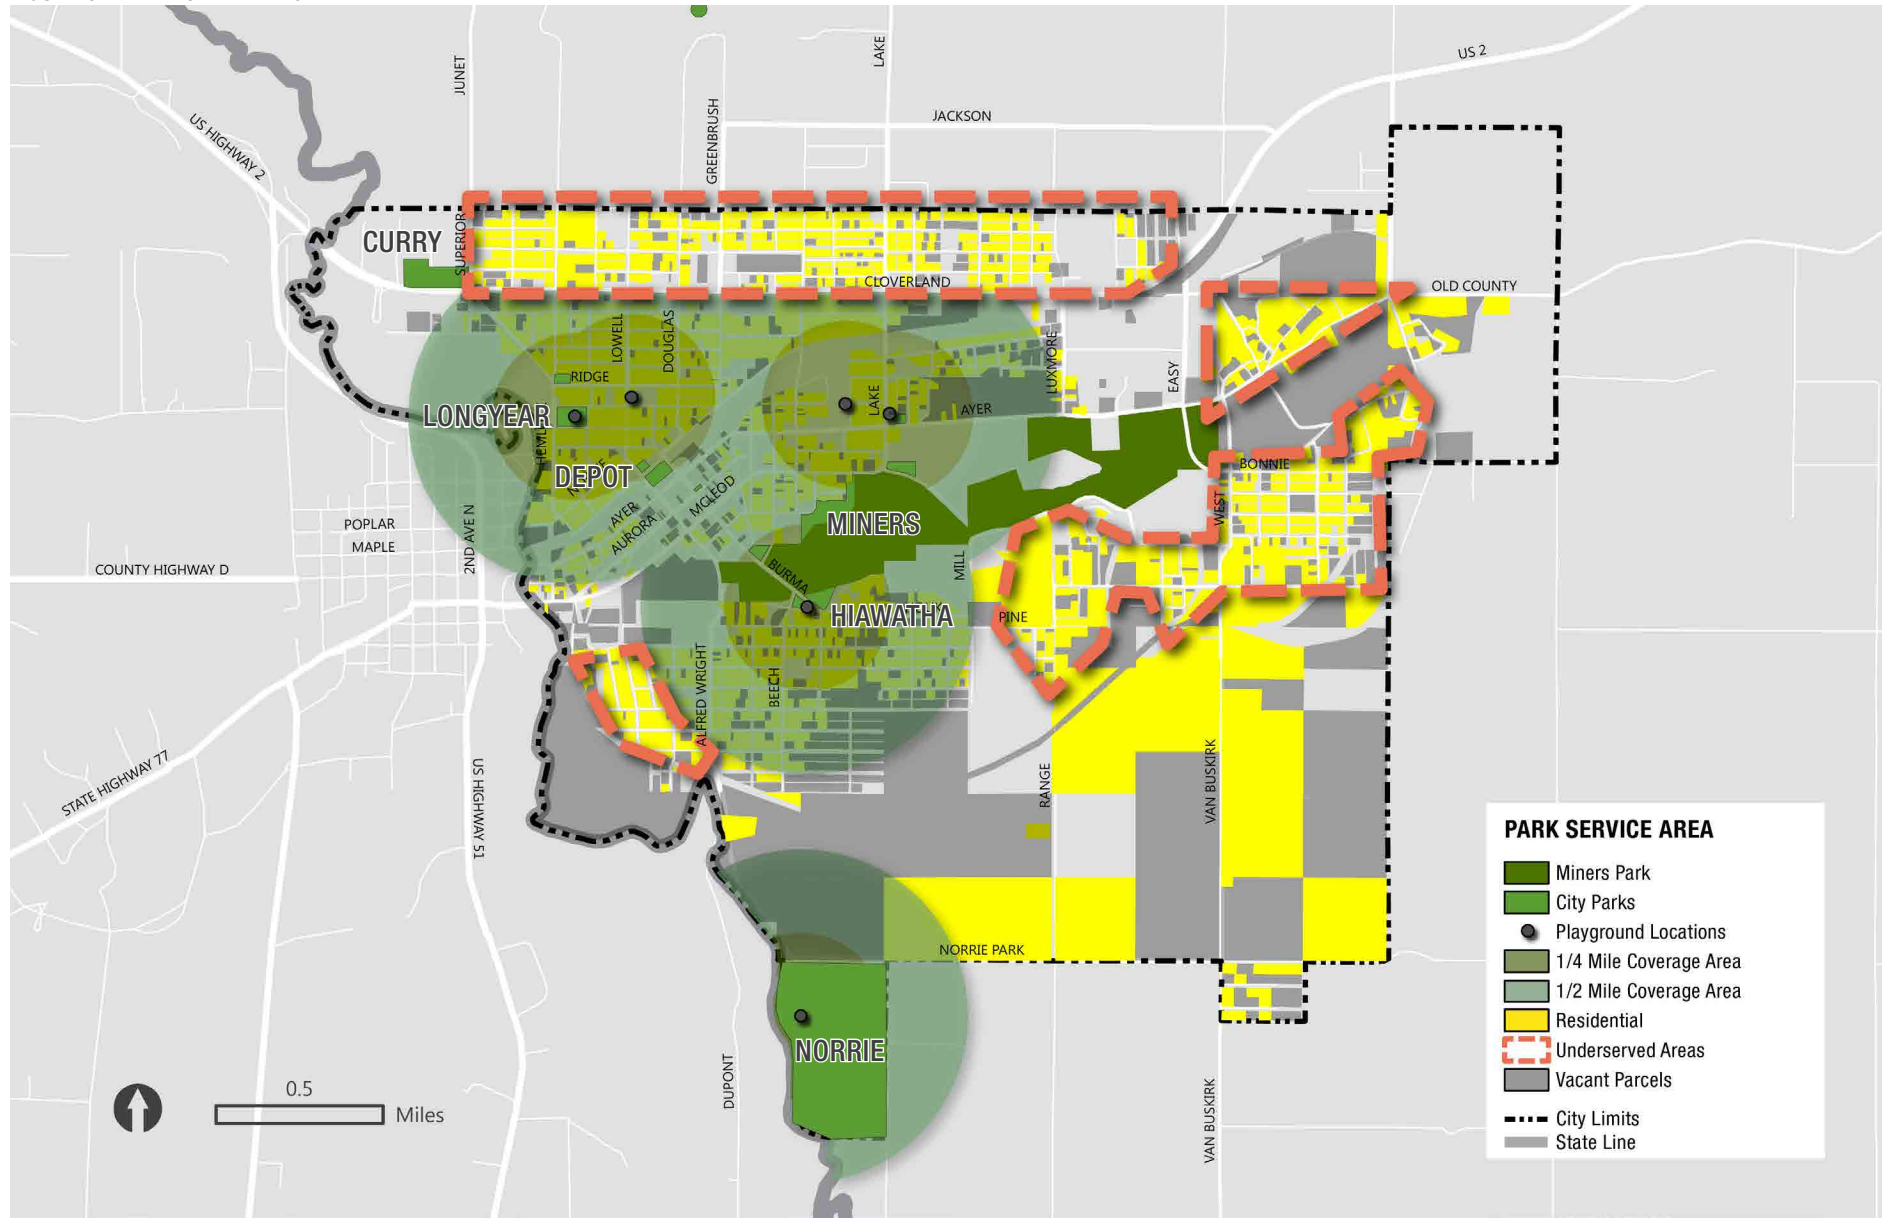 US 2
LAKE
JUNET
GREENBRUSH
JACKSON
US HIGHWAY 2
SUPERIOR
CURRY
CLOVERLAND
OLD COUNTY
LOWELL
DOUGLAS
LUXMORE
EASY
RIDGE
LAKE
AYER
LONGYEAR
DEPOT
BONNIE
MCLEOD
AYER
AURORA
WEST
POPLAR
MAPLE
2ND AVE N
MINERS
MILL
COUNTY HIGHWAY D
BURMA
HIAWATHA
PINE
ALFRED WRIGHT
BEECH
STATE HIGHWAY 77
US HIGHWAY 51
RANGE
VAN BUSKIRK
NORRIE PARK
NORRIE
DUPONT
VAN BUSKIRK
0.5
Miles
PARK SERVICE AREA
Miners Park
City Parks
Playground Locations
1/4 Mile Coverage Area
1/2 Mile Coverage Area
Residential
Underserved Areas
Vacant Parcels
City Limits
State Line